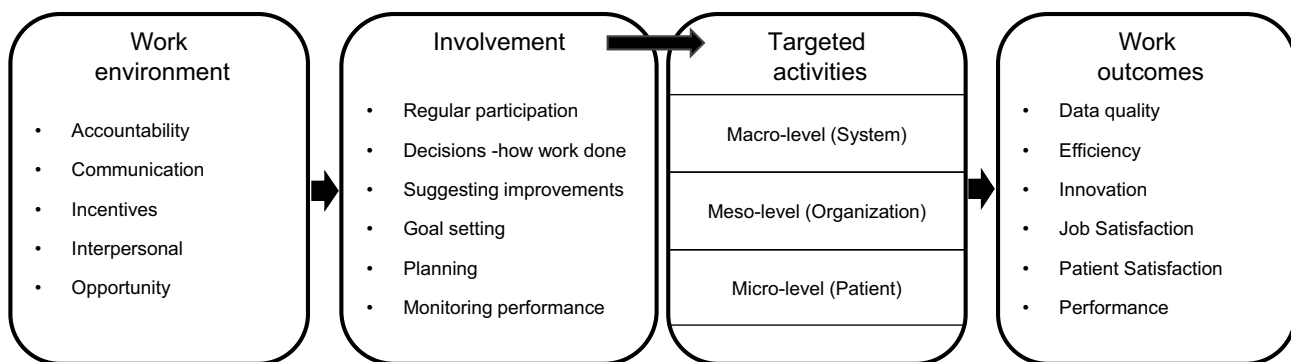 Work
environment
• Accountability
• Communication
• Incentives
• Interpersonal
• Opportunity
Involvement
• Regular participation
• Decisions -how work done
• Suggesting improvements
• Goal setting
• Planning
• Monitoring performance
Targeted
activities
Macro-level (System)
Meso-level (Organization)
Micro-level (Patient)
Work
outcomes
• Data quality
• Efficiency
• Innovation
• Job Satisfaction
• Patient Satisfaction
• Performance